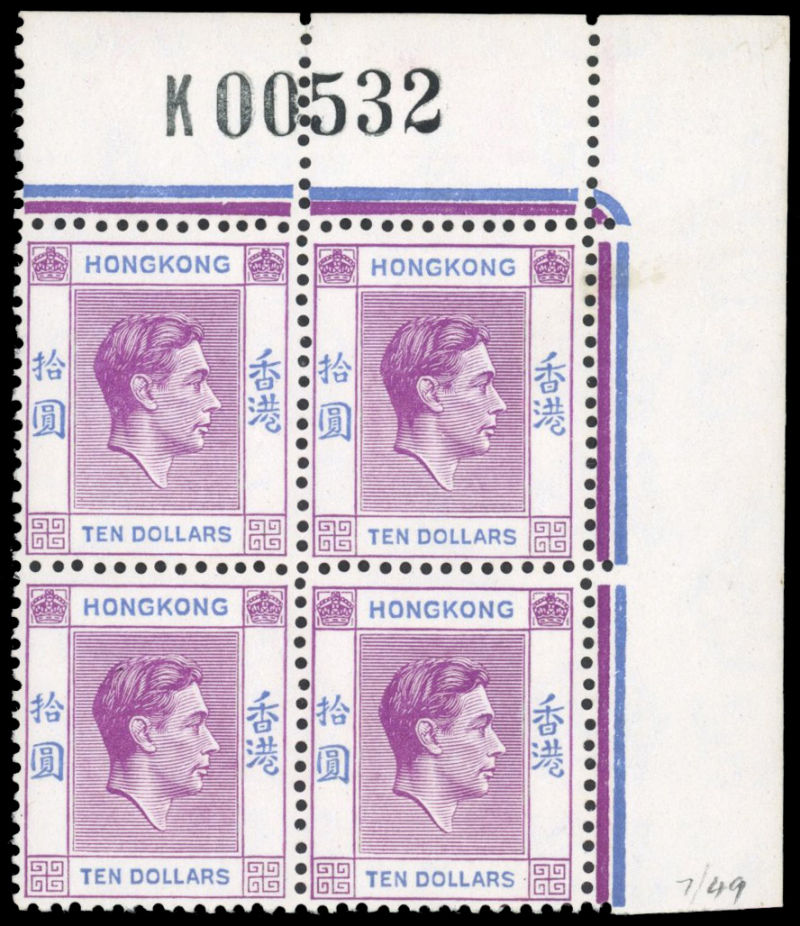 K00532
HONGKONG
拾圓
香港
TEN DOLLARS
HONGKONG
拾圓
香港
TEN DOLLARS
HONGKONG
拾圓
香港
TEN DOLLARS
HONGKONG
拾圓
香港
TEN DOLLARS
7/49